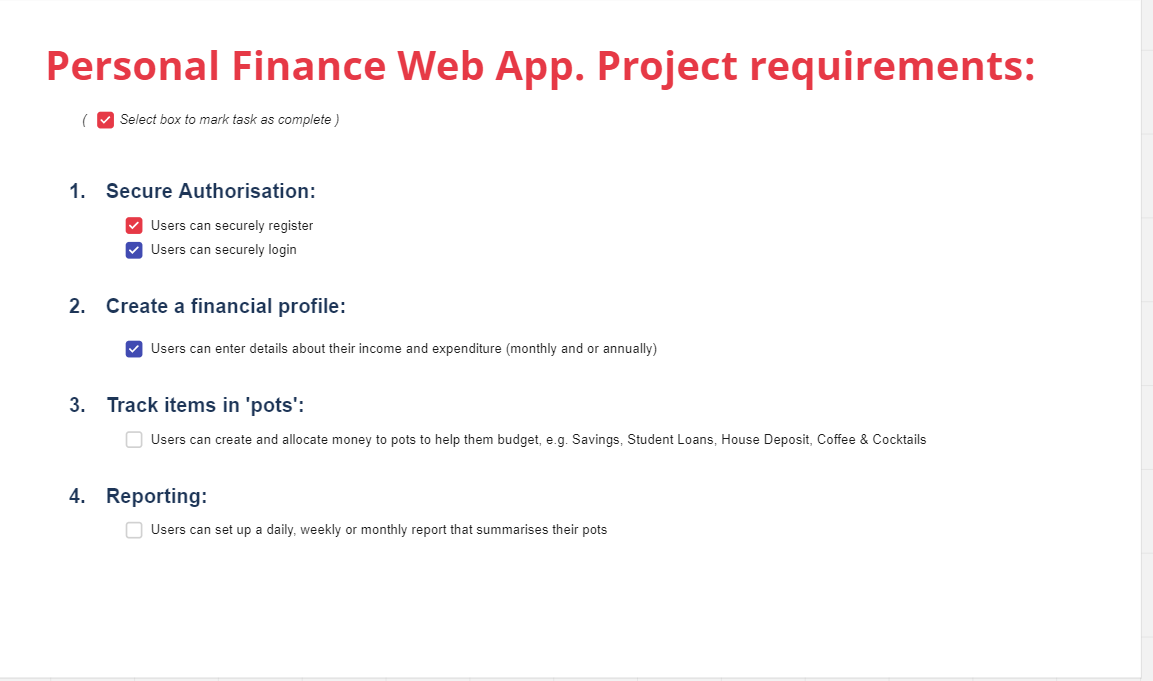 Personal Finance Web App. Project requirements:
( Select box to mark task as complete )
1. Secure Authorisation:
Users can securely register
Users can securely login
2. Create a financial profile:
Users can enter details about their income and expenditure (monthly and or annually)
3. Track items in 'pots':
Users can create and allocate money to pots to help them budget, e.g. Savings, Student Loans, House Deposit, Coffee & Cocktails
4. Reporting:
Users can set up a daily, weekly or monthly report that summarises their pots